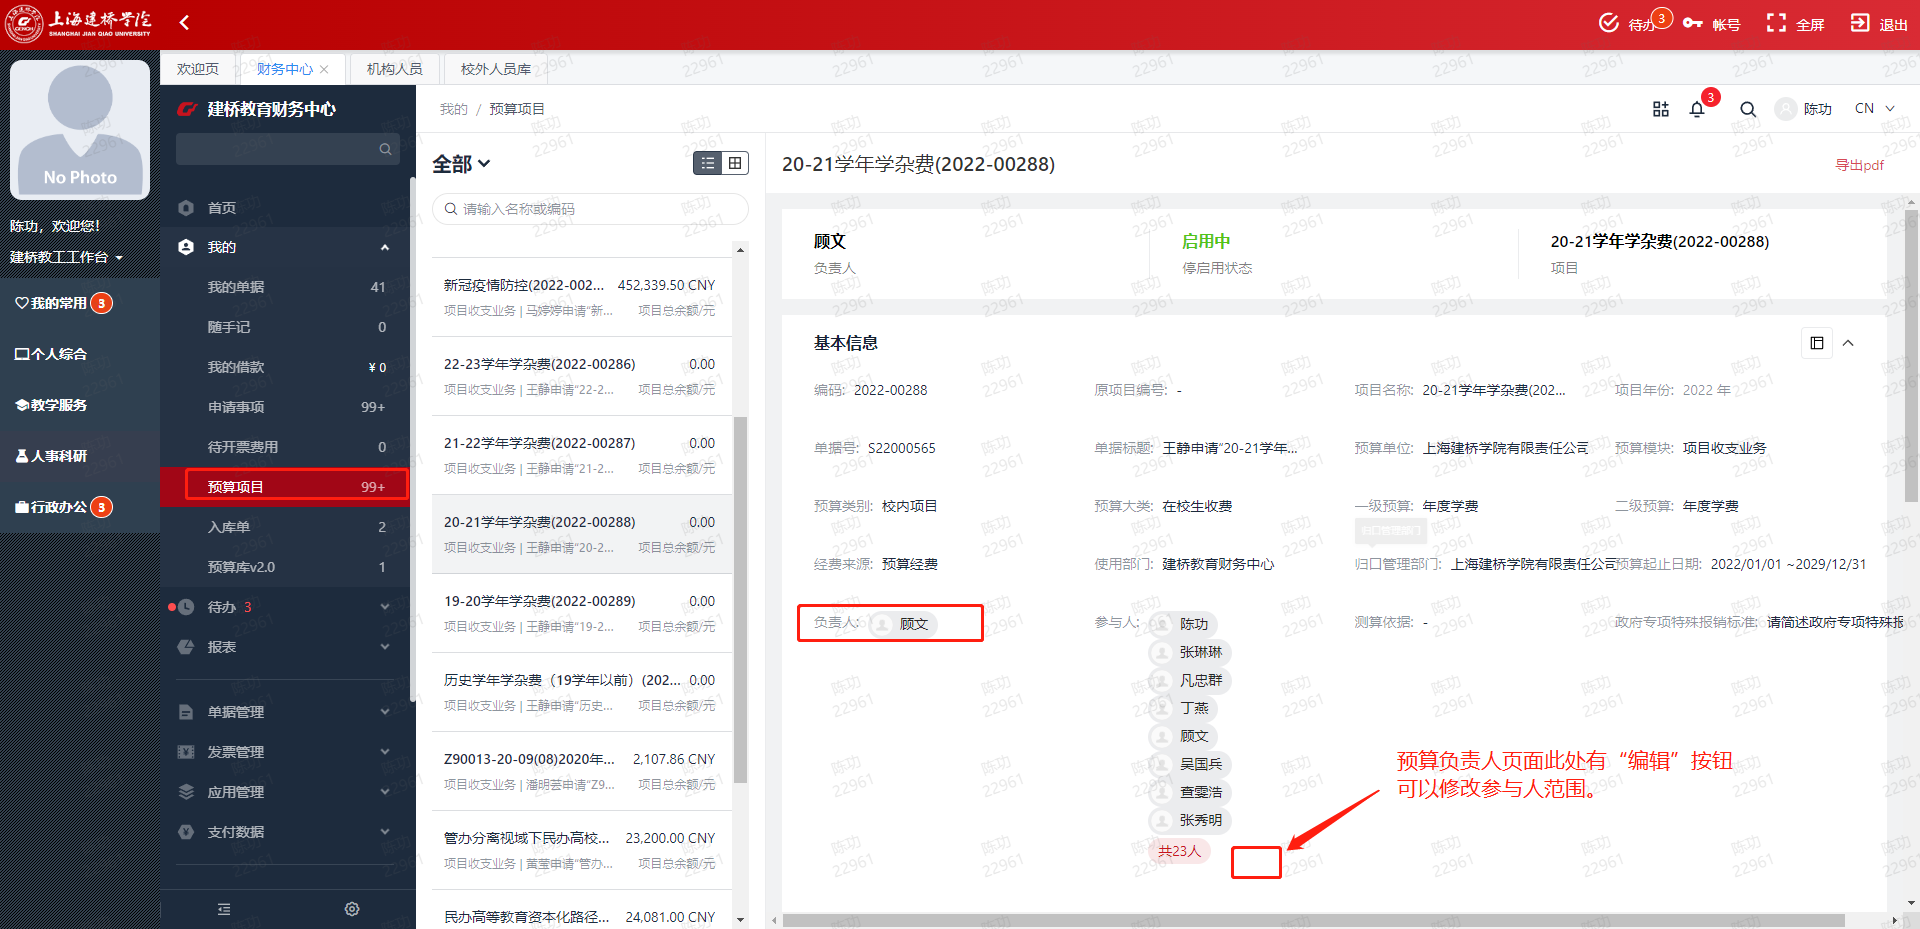 上海建桥学院
SHANGHAI JIAN QIAO UNIVERSITY
待办 3
帐号
全屏
退出
No Photo
陈功，欢迎您!
建桥教工工作台
我的常用 3
个人综合
教学服务
人事科研
行政办公 3
欢迎页
财务中心
机构人员
校外人员库
建桥教育财务中心
首页
我的
我的单据 41
随手记 0
我的借款 ¥ 0
申请事项 99+
待开票费用 0
预算项目 99+
入库单 2
预算库v2.0 1
待办 3
报表
单据管理
发票管理
应用管理
支付数据
我的 / 预算项目
3
陈功
CN
全部
请输入名称或编码
新冠疫情防控(2022-002... 452,339.50 CNY
项目收支业务 | 马婷婷申请“新... 项目总余额/元
22-23学年学杂费(2022-00286) 0.00
项目收支业务 | 王静申请“22-2... 项目总余额/元
21-22学年学杂费(2022-00287) 0.00
项目收支业务 | 王静申请“21-2... 项目总余额/元
20-21学年学杂费(2022-00288) 0.00
项目收支业务 | 王静申请“20-2... 项目总余额/元
19-20学年学杂费(2022-00289) 0.00
项目收支业务 | 王静申请“19-2... 项目总余额/元
历史学年学杂费（19学年以前）(202... 0.00
项目收支业务 | 王静申请“历史... 项目总余额/元
Z90013-20-09(08)2020年... 2,107.86 CNY
项目收支业务 | 潘明芸申请“Z9... 项目总余额/元
管办分离视域下民办高校... 23,200.00 CNY
项目收支业务 | 黄莹申请“管办... 项目总余额/元
民办高等教育资本化路径... 24,081.00 CNY
20-21学年学杂费(2022-00288)
导出pdf
顾文
负责人
启用中
停启用状态
20-21学年学杂费(2022-00288)
项目
基本信息
编码: 2022-00288
原项目编号: -
项目名称: 20-21学年学杂费(202...
项目年份: 2022 年
单据号: S22000565
单据标题: 王静申请“20-21学年...
预算单位: 上海建桥学院有限责任公司
预算模块: 项目收支业务
预算类别: 校内项目
预算大类: 在校生收费
一级预算: 年度学费
二级预算: 年度学费
归口管理部门
经费来源: 预算经费
使用部门: 建桥教育财务中心
归口管理部门: 上海建桥学院有限责任公司
预算起止日期: 2022/01/01 ~2029/12/31
负责人: 顾文
参与人: 陈功
张琳琳
凡忠群
丁燕
顾文
吴国兵
查雯浩
张秀明
共23人
测算依据: -
政府专项特殊报销标准: 请简述政府专项特殊报
预算负责人页面此处有“编辑”按钮
可以修改参与人范围。
陈功
22961